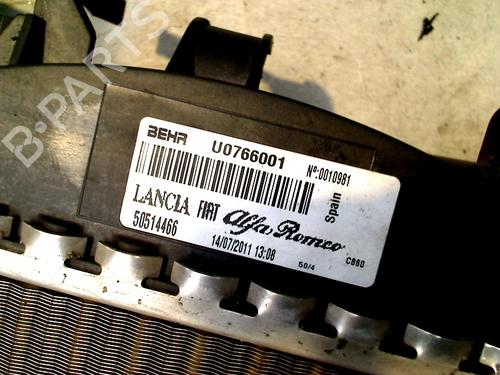 B-PARTS
BEHR U0766001
Nº:0010981
LANCIA FIAT Alfa Romeo
Spain
50514466
14/07/2011 13:08
50/4
C860